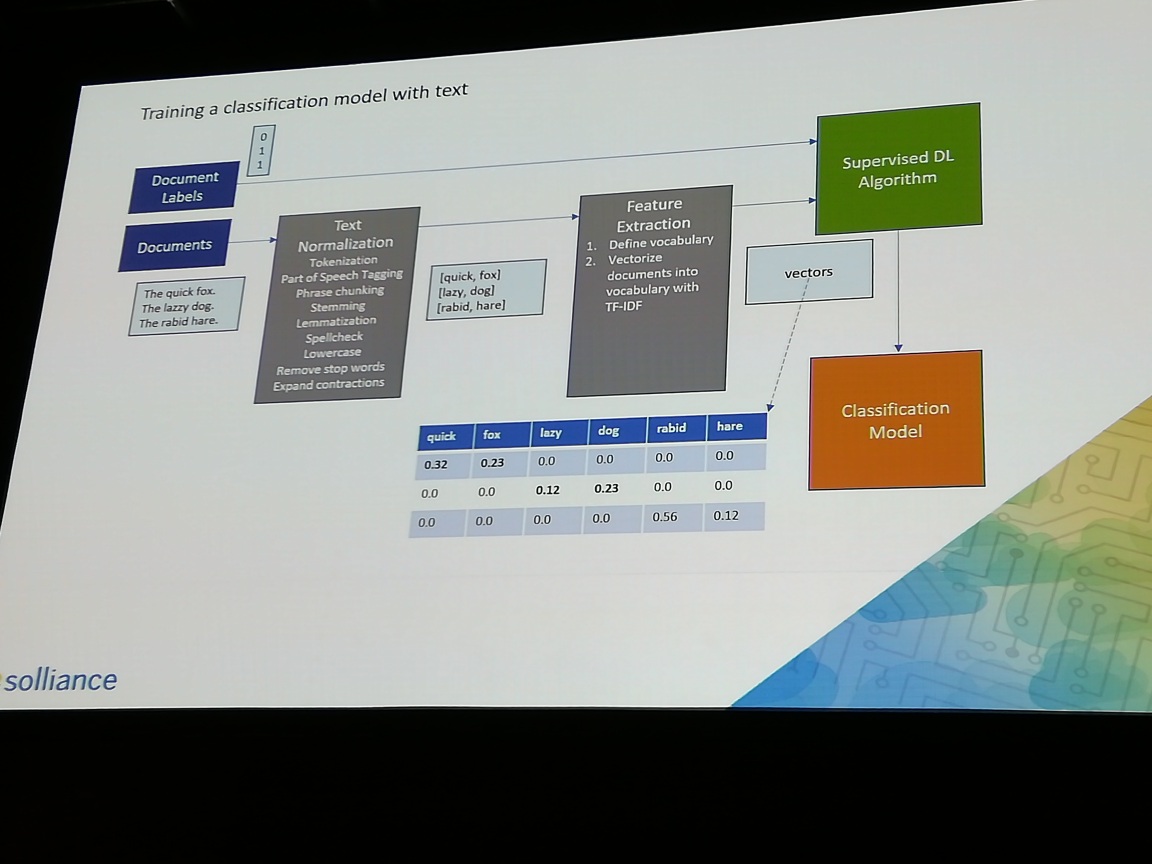 Training a classification model with text
0
1
1
Document
Labels
Documents
The quick fox.
The lazzy dog.
The rabid hare.
Text
Normalization
Tokenization
Part of Speech Tagging
Phrase chunking
Stemming
Lemmatization
Spellcheck
Lowercase
Remove stop words
Expand contractions
[quick, fox]
[lazy, dog]
[rabid, hare]
Feature
Extraction
1. Define vocabulary
2. Vectorize
documents into
vocabulary with
TF-IDF
vectors
Supervised DL
Algorithm
Classification
Model
quick fox lazy dog rabid hare
0.32 0.23 0.0 0.0 0.0 0.0
0.0 0.0 0.12 0.23 0.0 0.0
0.0 0.0 0.0 0.0 0.56 0.12
solliance